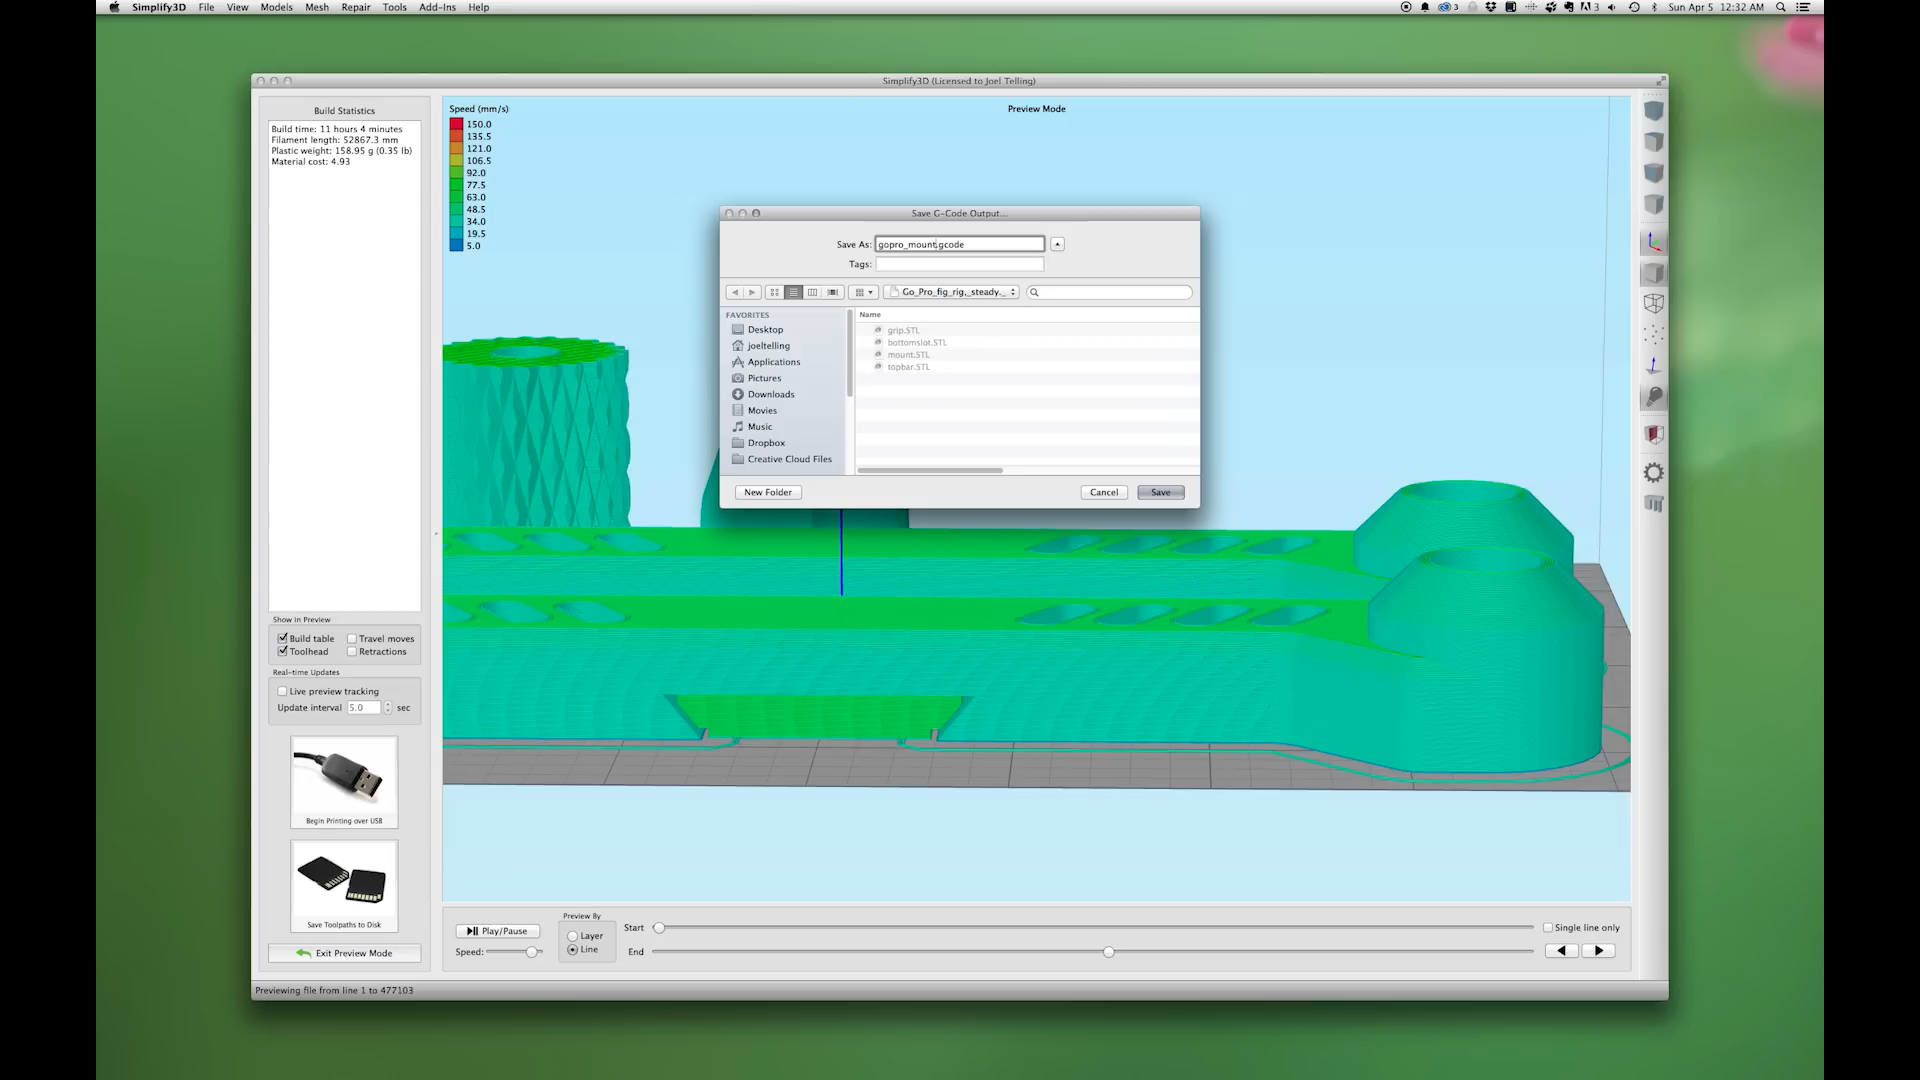 Simplify3D File View Models Mesh Repair Tools Add-Ins Help
3 3 Sun Apr 5 12:32 AM
Simplify3D (Licensed to Joel Telling)
Build Statistics
Build time: 11 hours 4 minutes
Filament length: 52867.3 mm
Plastic weight: 158.95 g (0.35 lb)
Material cost: 4.93
Show in Preview
Build table Travel moves
Toolhead Retractions
Real-time Updates
Live preview tracking
Update interval 5.0 sec
Begin Printing over USB
Save Toolpaths to Disk
Exit Preview Mode
Speed (mm/s)
150.0
135.5
121.0
106.5
92.0
77.5
63.0
48.5
34.0
19.5
5.0
Preview Mode
Save G-Code Output...
Save As: gopro_mount.gcode
Tags:
Go_Pro_fig_rig,_steady._
FAVORITES
Desktop
joeltelling
Applications
Pictures
Downloads
Movies
Music
Dropbox
Creative Cloud Files
Name
grip.STL
bottomslot.STL
mount.STL
topbar.STL
New Folder
Cancel
Save
Play/Pause
Speed:
Preview By
Layer
Line
Start
End
Single line only
Previewing file from line 1 to 477103